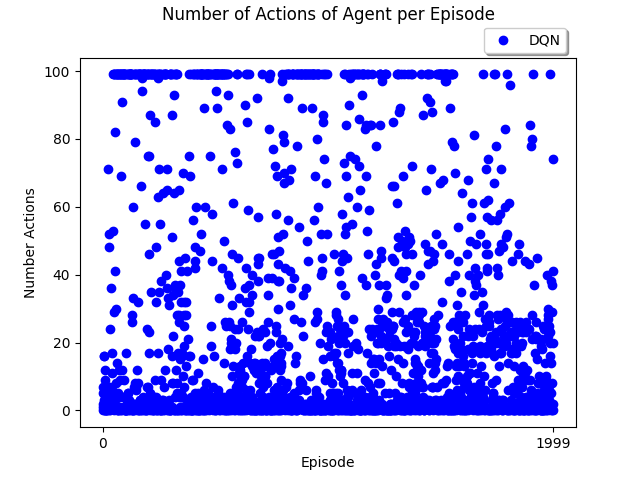 Number of Actions of Agent per Episode
DQN
100
80
60
40
20
0
Number Actions
0
1999
Episode